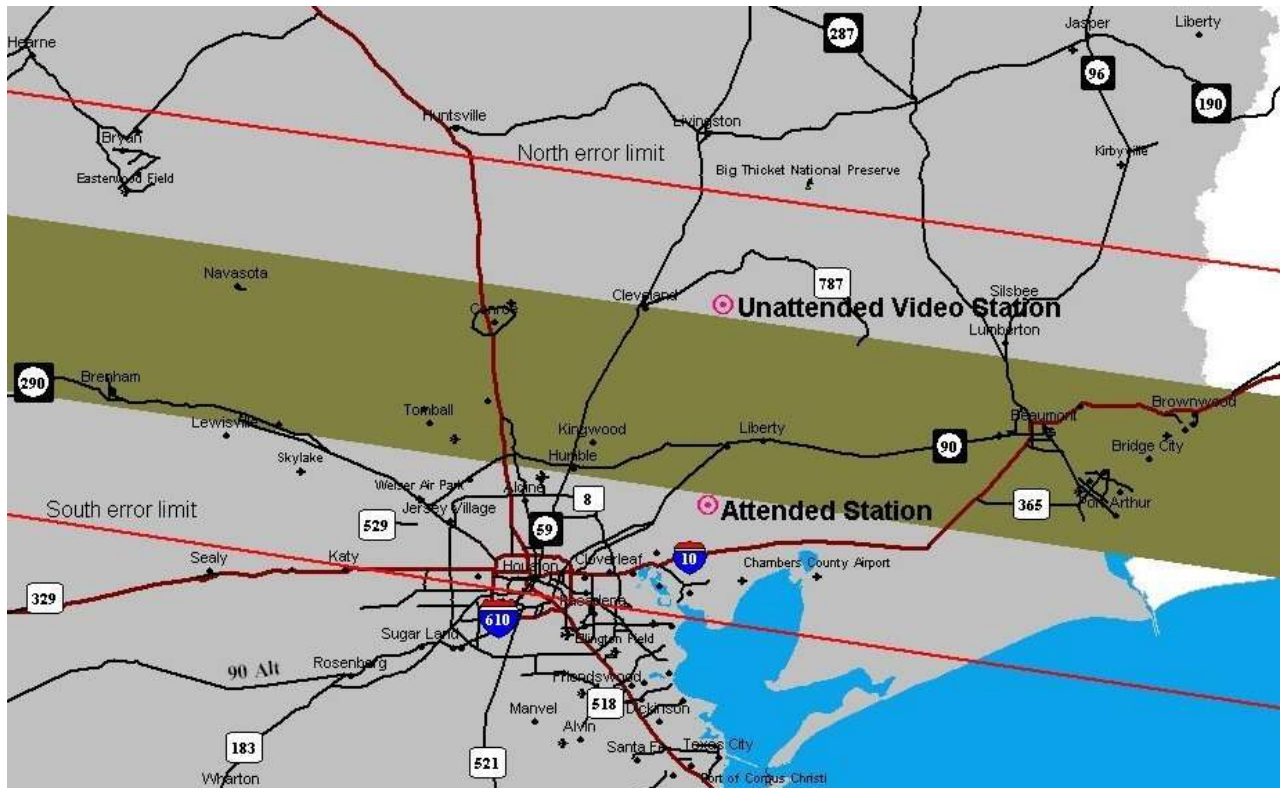 Jasper
Liberty
287
Hearne
96
190
Huntsville
Livingston
Bryan
North error limit
Kirbyville
Big Thicket National Preserve
Easterwood Field
Navasota
787
Silsbee
Cleveland
Unattended Video Station
Conroe
Lumberton
290
Brenham
Brownwood
Tomball
Beaumont
Lewisville
Kingwood
Liberty
90
Bridge City
Skylake
Humble
Weiser Air Park
Aldine
8
365
Port Arthur
South error limit
Attended Station
529
Jersey Village
59
Sealy
Katy
Houston
Cloverleaf
10
Chambers County Airport
329
Pasadena
610
Sugar Land
Ellington Field
90 Alt
Rosenberg
Friendswood
518
Dickinson
Manvel
Alvin
183
521
Santa Fe
Texas City
Wharton
Port of Corpus Christi